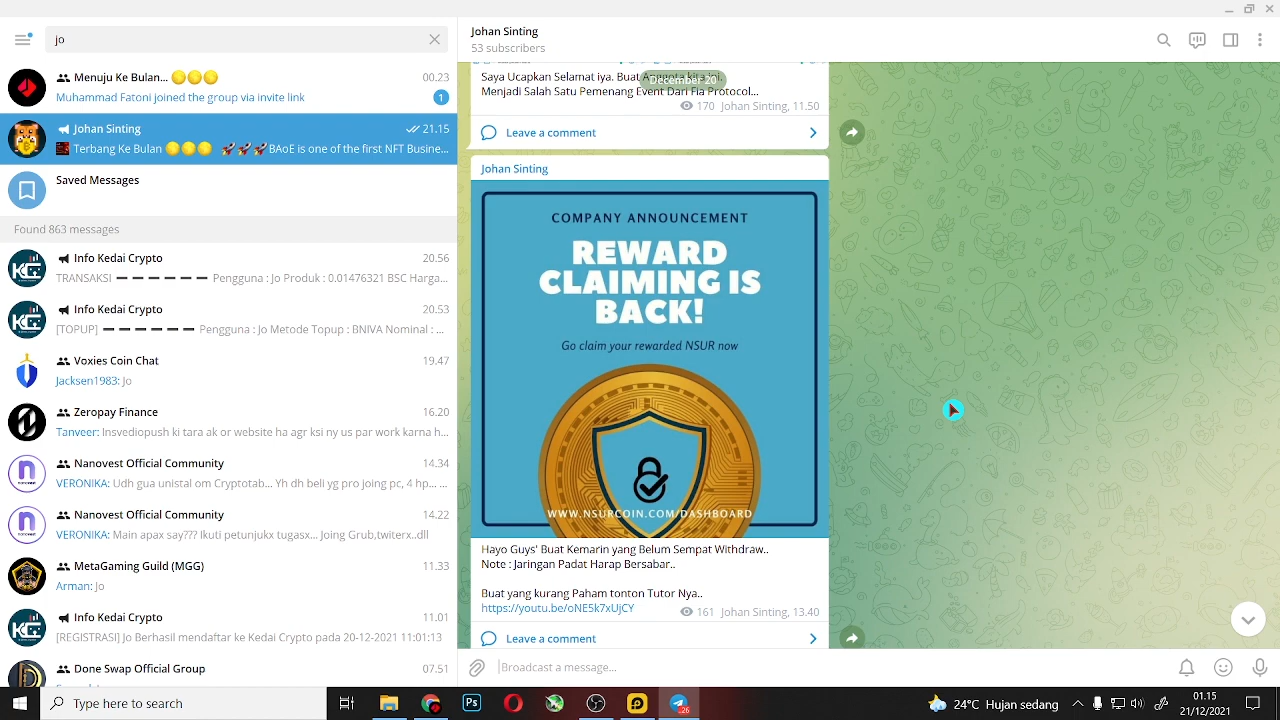 jo
Menuju Ke Bulan...
00.23
Muhammad Fatoni joined the group via invite link
1
Johan Sinting
21.15
Terbang Ke Bulan 🌕🌕🌕 🚀🚀🚀BAoE is one of the first NFT Busine...
Saved Messages
Found 863 messages
Info Kedai Crypto
20.56
TRANSAKSI ➖➖➖➖➖➖➖ Pengguna : Jo Produk : 0.01476321 BSC Harga...
Info Kedai Crypto
20.53
[TOPUP] ➖➖➖➖➖➖➖ Pengguna : Jo Metode Topup : BNIVA Nominal : ...
Voxies Coin Chat
19.47
Jacksen1983: Jo
Zeropay Finance
16.20
Tanveer: Insvediopush ki tara ak or website ha agr ksi ny us par work karna h...
Nanovest Official Community
14.34
VERONIKA: Udh gua unistal om Cryptotab... Yh dh beli yg pro joing pc, 4 hp...
Nanovest Official Community
14.22
VERONIKA: Main apax say??? Ikuti petunjukx tugasx... Joing Grub,twiterx..dll
MetaGaming Guild (MGG)
11.33
Arman: Jo
Info Kedai Crypto
11.01
[REGISTRASI] Jo Berhasil mendaftar ke Kedai Crypto pada 20-12-2021 11:01:13
Done Swap Official Group
07.51
Johan Sinting
53 subscribers
December 20
Saya Ucapkan Selamat iya. Buat
Menjadi Salah Satu Pemenang Event Dari Fia Protocol...
170 Johan Sinting, 11.50
Leave a comment
Johan Sinting
COMPANY ANNOUNCEMENT
REWARD
CLAIMING IS
BACK!
Go claim your rewarded NSUR now
WWW.NSURCOIN.COM/DASHBOARD
Hayo Guys' Buat Kemarin yang Belum Sempat Withdraw..
Note : Jaringan Padat Harap Bersabar..
Buat yang kurang Paham tonton Tutor Nya..
https://youtu.be/oNE5k7xUjCY
161 Johan Sinting, 13.40
Leave a comment
Broadcast a message...
Type here to search
Ps
26
24°C Hujan sedang
01.15
21/12/2021